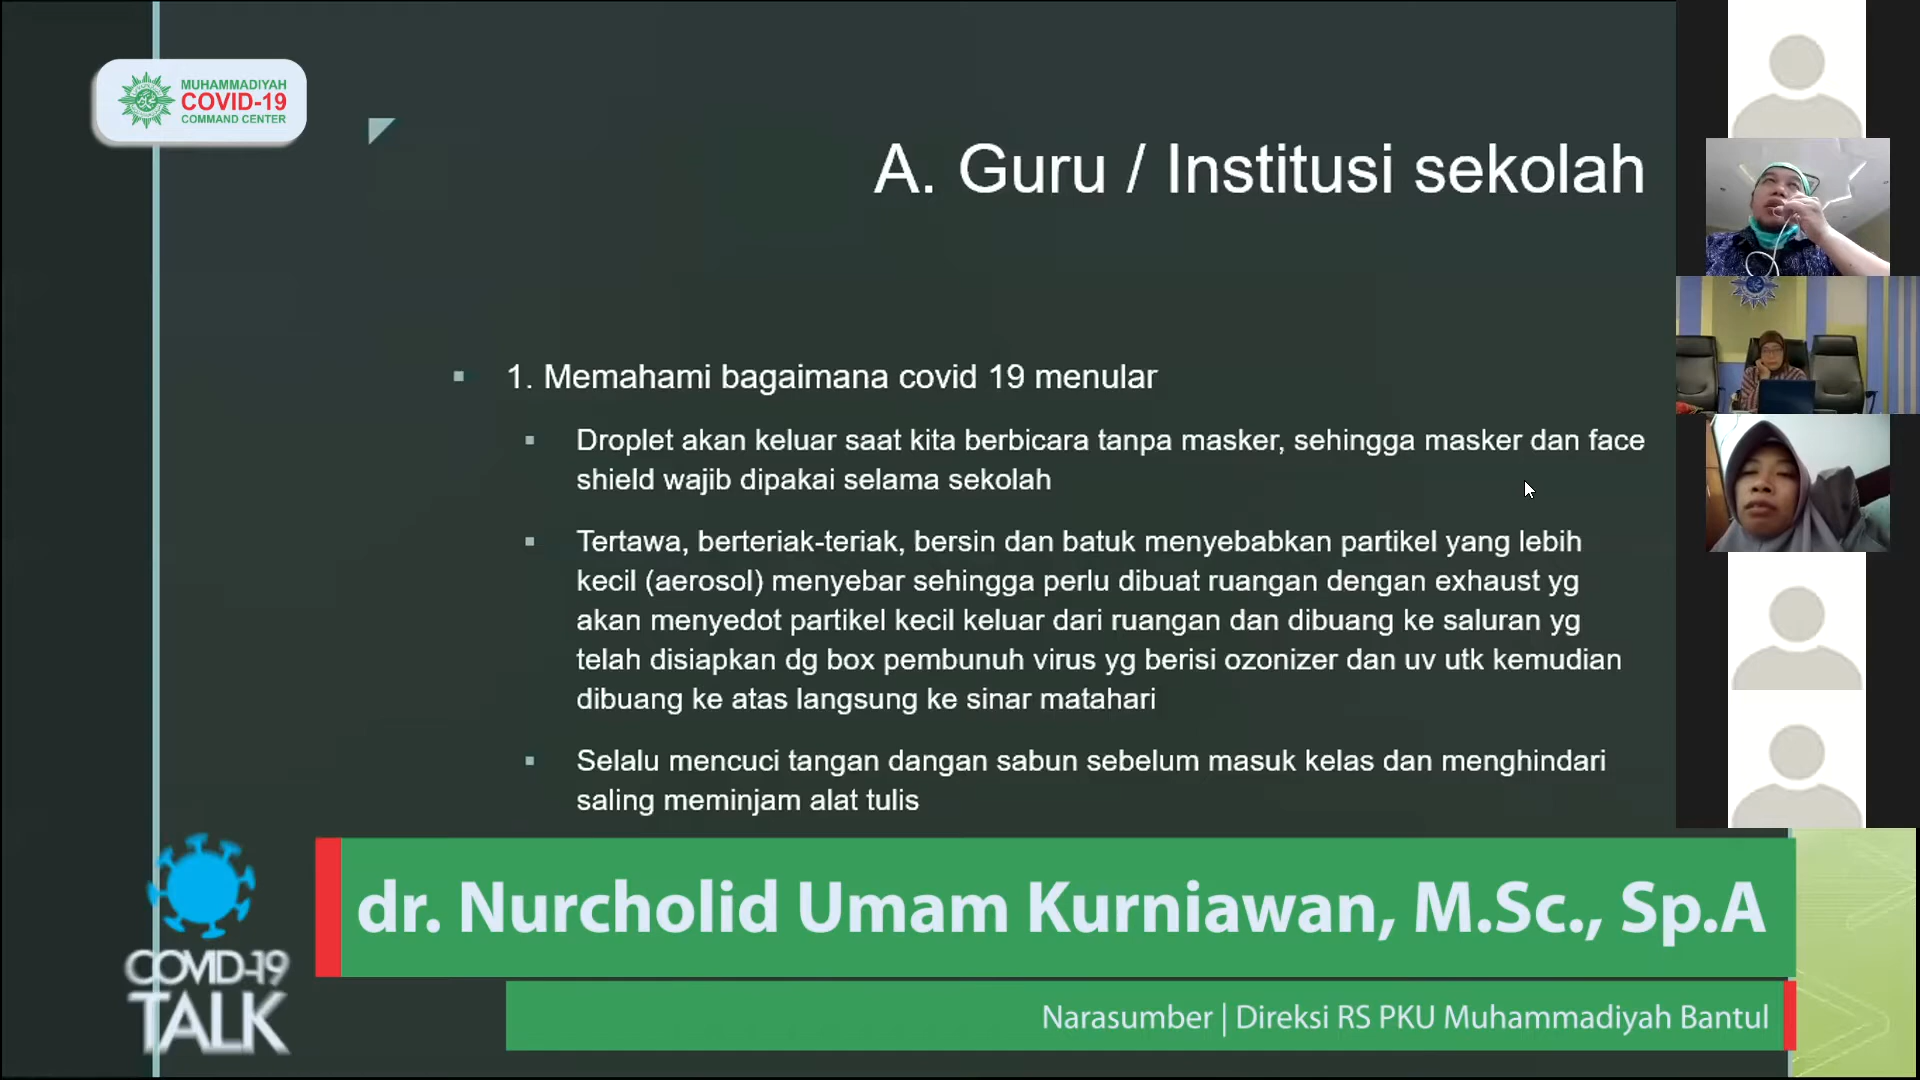 MUHAMMADIYAH
COVID-19
COMMAND CENTER
A. Guru / Institusi sekolah
1. Memahami bagaimana covid 19 menular
Droplet akan keluar saat kita berbicara tanpa masker, sehingga masker dan face
shield wajib dipakai selama sekolah
Tertawa, berteriak-teriak, bersin dan batuk menyebabkan partikel yang lebih
kecil (aerosol) menyebar sehingga perlu dibuat ruangan dengan exhaust yg
akan menyedot partikel kecil keluar dari ruangan dan dibuang ke saluran yg
telah disiapkan dg box pembunuh virus yg berisi ozonizer dan uv utk kemudian
dibuang ke atas langsung ke sinar matahari
Selalu mencuci tangan dangan sabun sebelum masuk kelas dan menghindari
saling meminjam alat tulis
COVID-19
TALK
dr. Nurcholid Umam Kurniawan, M.Sc., Sp.A
Narasumber | Direksi RS PKU Muhammadiyah Bantul